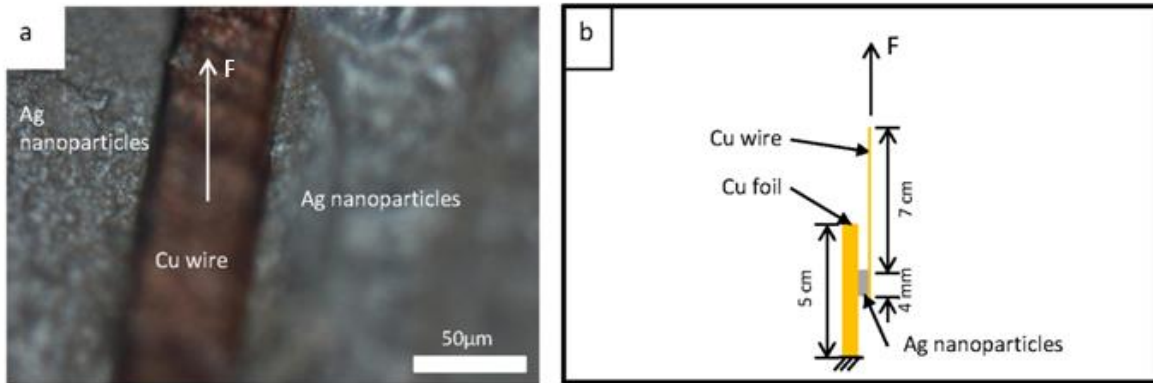 a
F
Ag
nanoparticles
Ag nanoparticles
Cu wire
50μm
b
F
Cu wire
Cu foil
7 cm
5 cm
4 mm
Ag nanoparticles